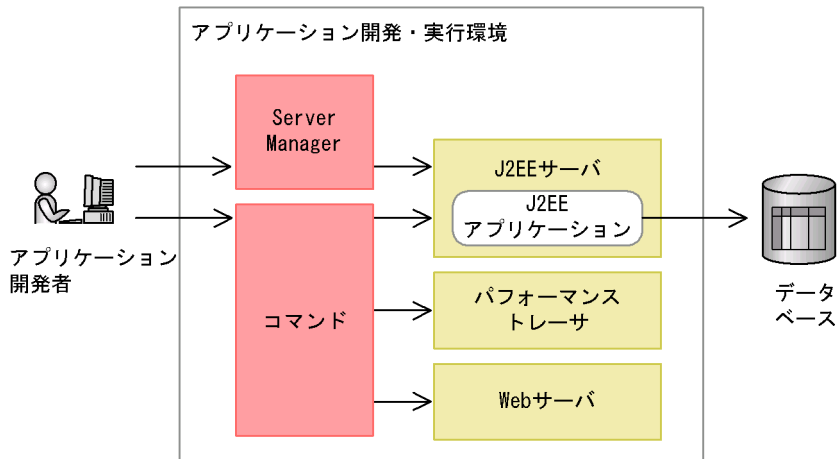 アプリケーション開発・実行環境
Server
Manager
J2EEサーバ
J2EE
アプリケーション
アプリケーション
開発者
コマンド
パフォーマンス
トレーサ
Webサーバ
データ
ベース